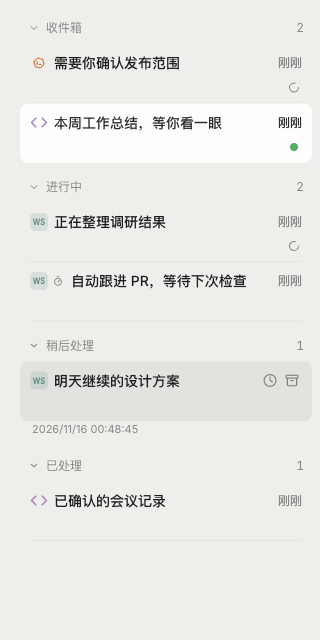 收件箱 2
需要你确认发布范围 刚刚
本周工作总结，等你看一眼 刚刚
进行中 2
WS 正在整理调研结果 刚刚
WS 自动跟进 PR，等待下次检查 刚刚
稍后处理 1
WS 明天继续的设计方案
2026/11/16 00:48:45
已处理 1
已确认的会议记录 刚刚